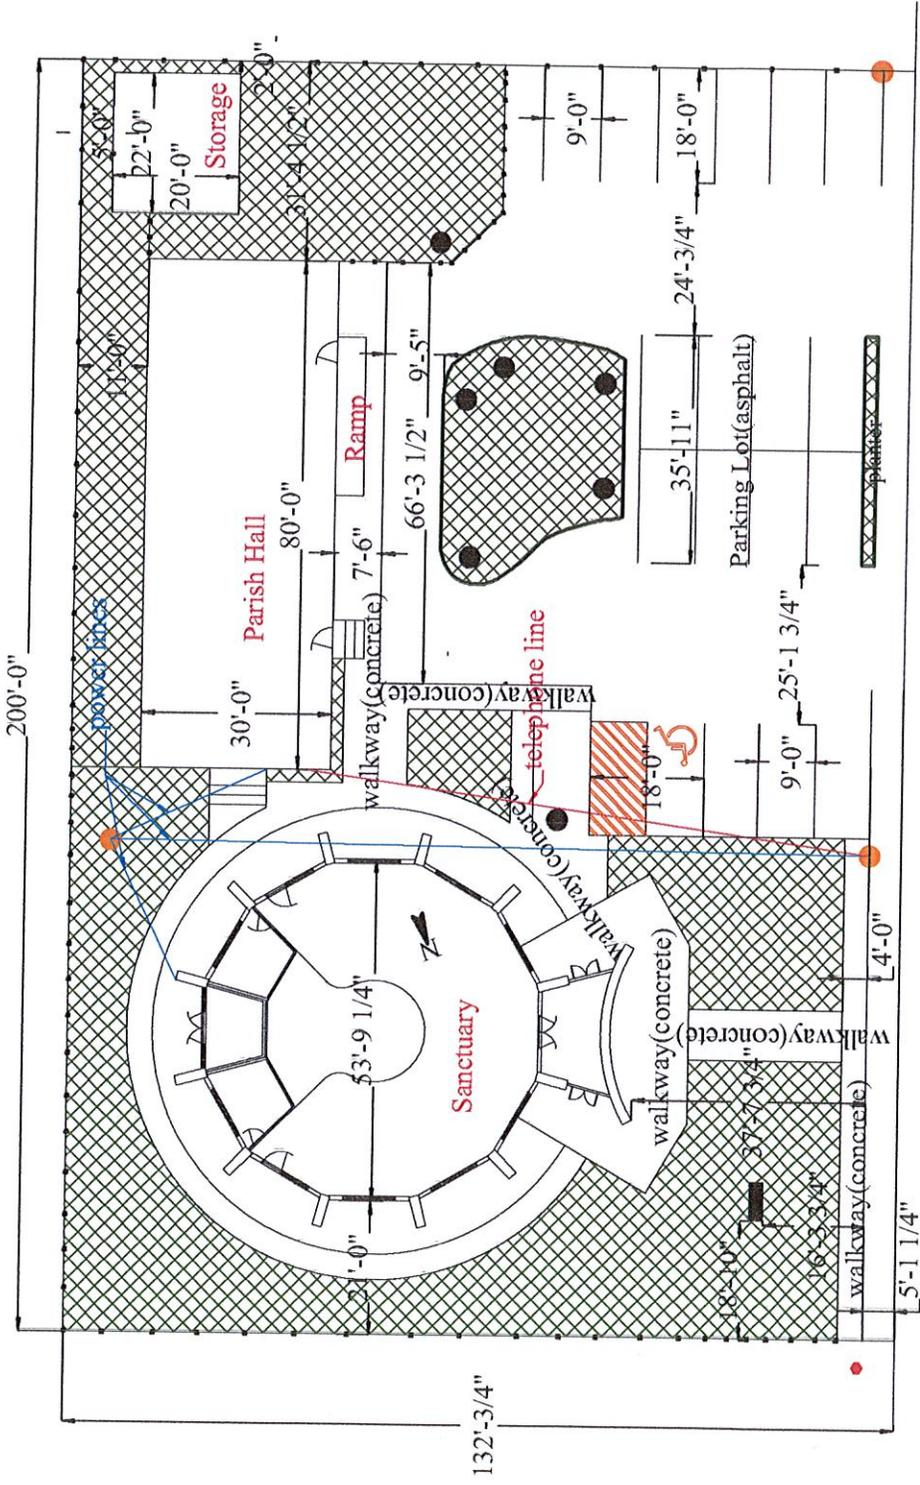 200'-0"
132'-3/4"
5'-0"
22'-0"
20'-0"
Storage
31'-4 1/2"
9'-0"
18'-0"
24'-3/4"
11'-0"
Parish Hall
80'-0"
30'-0"
Ramp
7'-6"
9'-5"
66'-3 1/2"
35'-11"
Parking Lot(asphalt)
planter
power lines
telephone line
walkway(concrete)
walkway(concrete)
walkway(concrete)
18'-0"
9'-0"
25'-1 3/4"
N
53'-9 1/4"
Sanctuary
walkway(concrete)
walkway(concrete)
4'-0"
37'-7 3/4"
18'-10"
16'-3 3/4"
walkway(concrete)
5'-1 1/4"